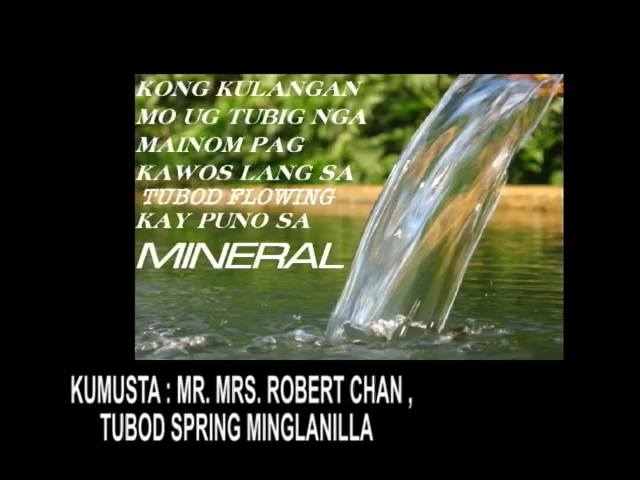 KONG KULANGAN
MO UG TUBIG NGA
MAINOM PAG
KAWOS LANG SA
TUBOD FLOWING
KAY PUNO SA
MINERAL
KUMUSTA : MR. MRS. ROBERT CHAN ,
TUBOD SPRING MINGLANILLA